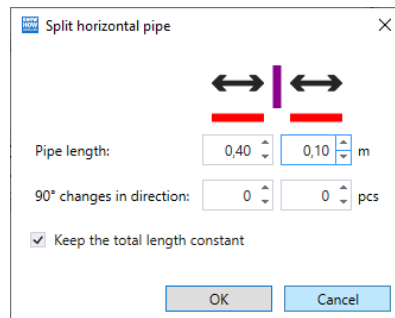 Split horizontal pipe
Pipe length: 0,40 0,10 m
90° changes in direction: 0 0 pcs
Keep the total length constant
OK Cancel